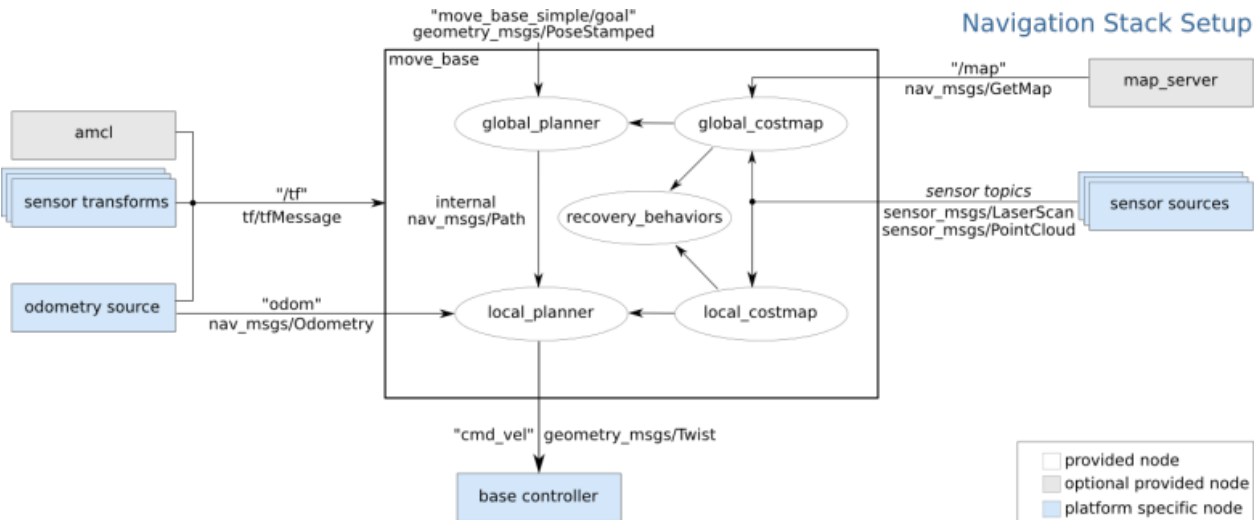 "move_base_simple/goal"
geometry_msgs/PoseStamped
Navigation Stack Setup
move_base
"/map"
nav_msgs/GetMap
map_server
amcl
global_planner
global_costmap
sensor transforms
"/tf"
tf/tfMessage
internal
nav_msgs/Path
recovery_behaviors
sensor topics
sensor_msgs/LaserScan
sensor_msgs/PointCloud
sensor sources
odometry source
"odom"
nav_msgs/Odometry
local_planner
local_costmap
"cmd_vel" geometry_msgs/Twist
base controller
provided node
optional provided node
platform specific node